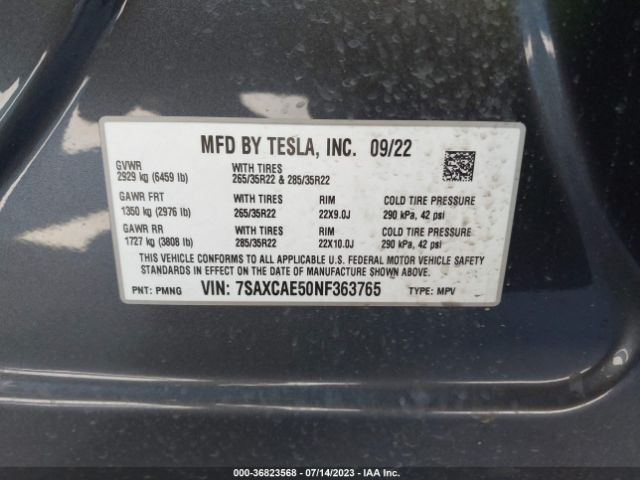 MFD BY TESLA, INC. 09/22
GVWR WITH TIRES
2929 kg (6459 lb) 265/35R22 & 285/35R22
GAWR FRT WITH TIRES RIM COLD TIRE PRESSURE
1350 kg (2976 lb) 265/35R22 22X9.0J 290 kPa, 42 psi
GAWR RR WITH TIRES RIM COLD TIRE PRESSURE
1727 kg (3808 lb) 285/35R22 22X10.0J 290 kPa, 42 psi
THIS VEHICLE CONFORMS TO ALL APPLICABLE U.S. FEDERAL MOTOR VEHICLE SAFETY
STANDARDS IN EFFECT ON THE DATE OF MANUFACTURE SHOWN ABOVE.
PNT: PMNG VIN: 7SAXCAE50NF363765 TYPE: MPV
000-36823568 - 07/14/2023 - IAA Inc.